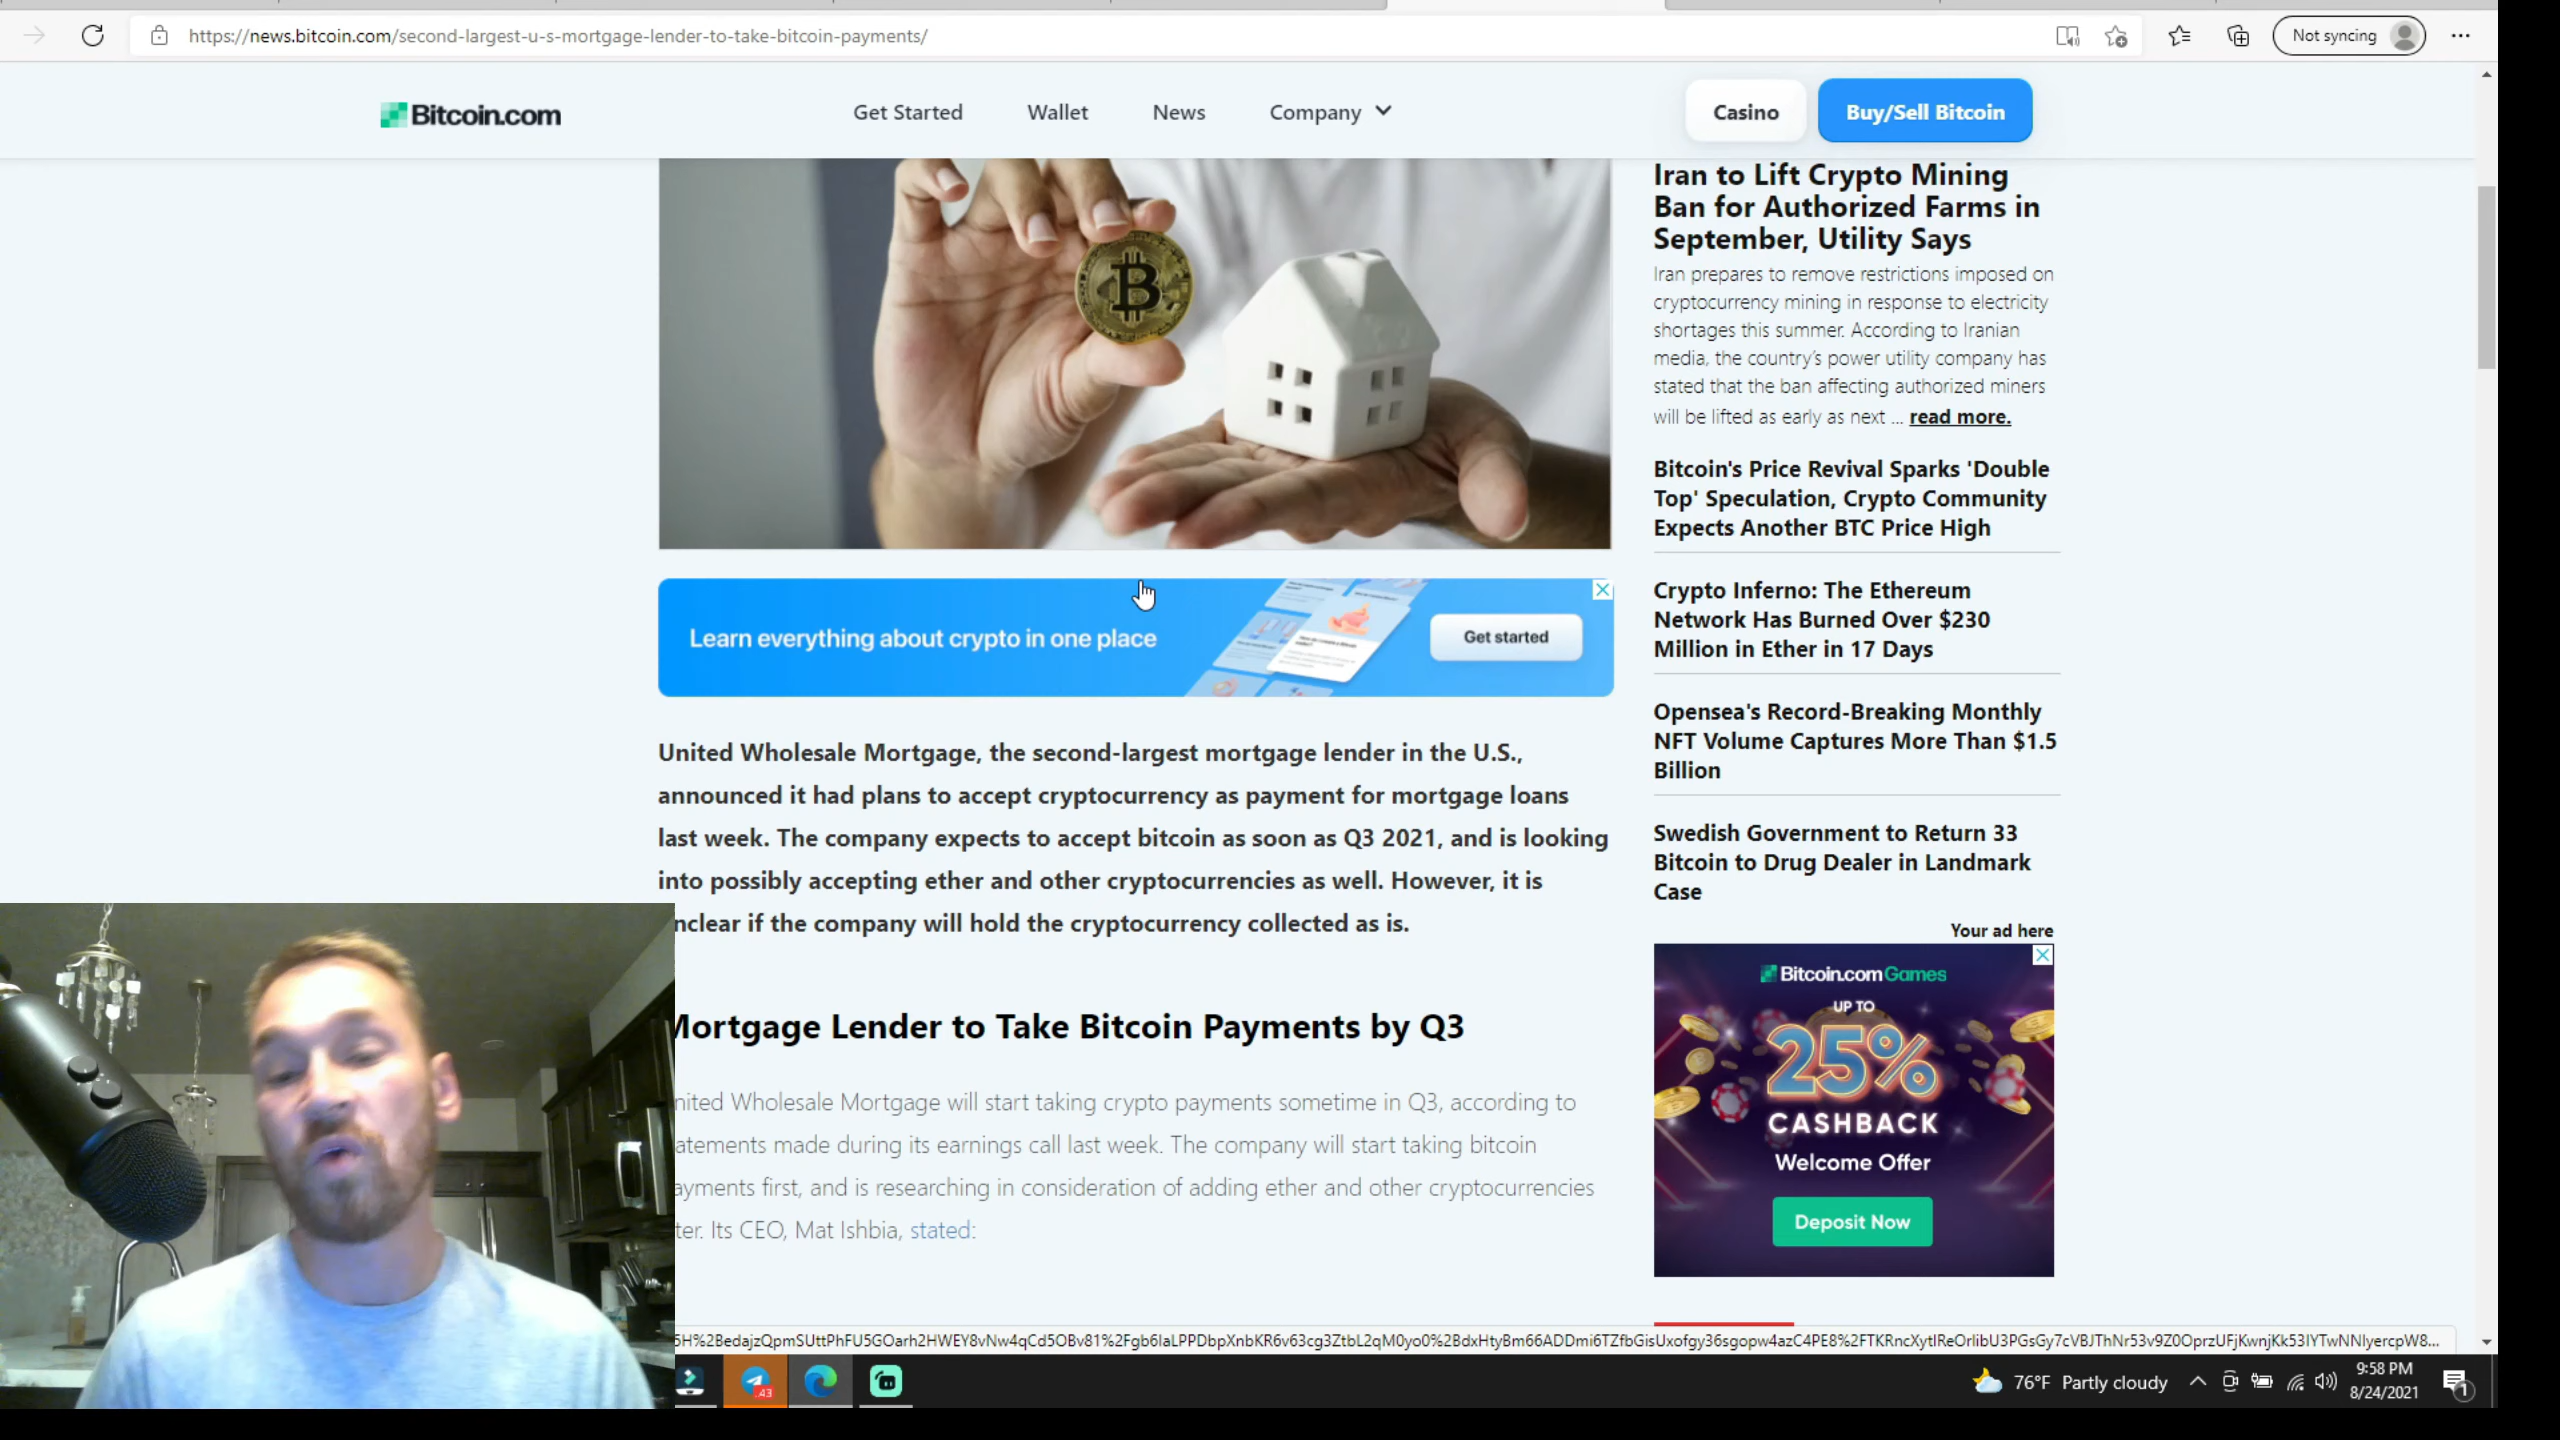 https://news.bitcoin.com/second-largest-u-s-mortgage-lender-to-take-bitcoin-payments/
Not syncing
Bitcoin.com
Get Started
Wallet
News
Company
Casino
Buy/Sell Bitcoin
B
Learn everything about crypto in one place
Get started
United Wholesale Mortgage, the second-largest mortgage lender in the U.S.,
announced it had plans to accept cryptocurrency as payment for mortgage loans
last week. The company expects to accept bitcoin as soon as Q3 2021, and is looking
into possibly accepting ether and other cryptocurrencies as well. However, it is
nclear if the company will hold the cryptocurrency collected as is.
Mortgage Lender to Take Bitcoin Payments by Q3
nited Wholesale Mortgage will start taking crypto payments sometime in Q3, according to
atements made during its earnings call last week. The company will start taking bitcoin
ayments first, and is researching in consideration of adding ether and other cryptocurrencies
ter. Its CEO, Mat Ishbia, stated:
Iran to Lift Crypto Mining
Ban for Authorized Farms in
September, Utility Says
Iran prepares to remove restrictions imposed on
cryptocurrency mining in response to electricity
shortages this summer. According to Iranian
media, the country's power utility company has
stated that the ban affecting authorized miners
will be lifted as early as next ... read more.
Bitcoin's Price Revival Sparks 'Double
Top' Speculation, Crypto Community
Expects Another BTC Price High
Crypto Inferno: The Ethereum
Network Has Burned Over $230
Million in Ether in 17 Days
Opensea's Record-Breaking Monthly
NFT Volume Captures More Than $1.5
Billion
Swedish Government to Return 33
Bitcoin to Drug Dealer in Landmark
Case
Your ad here
Bitcoin.com Games
UP TO
25%
CASHBACK
Welcome Offer
Deposit Now
43
76°F Partly cloudy
9:58 PM
8/24/2021
1